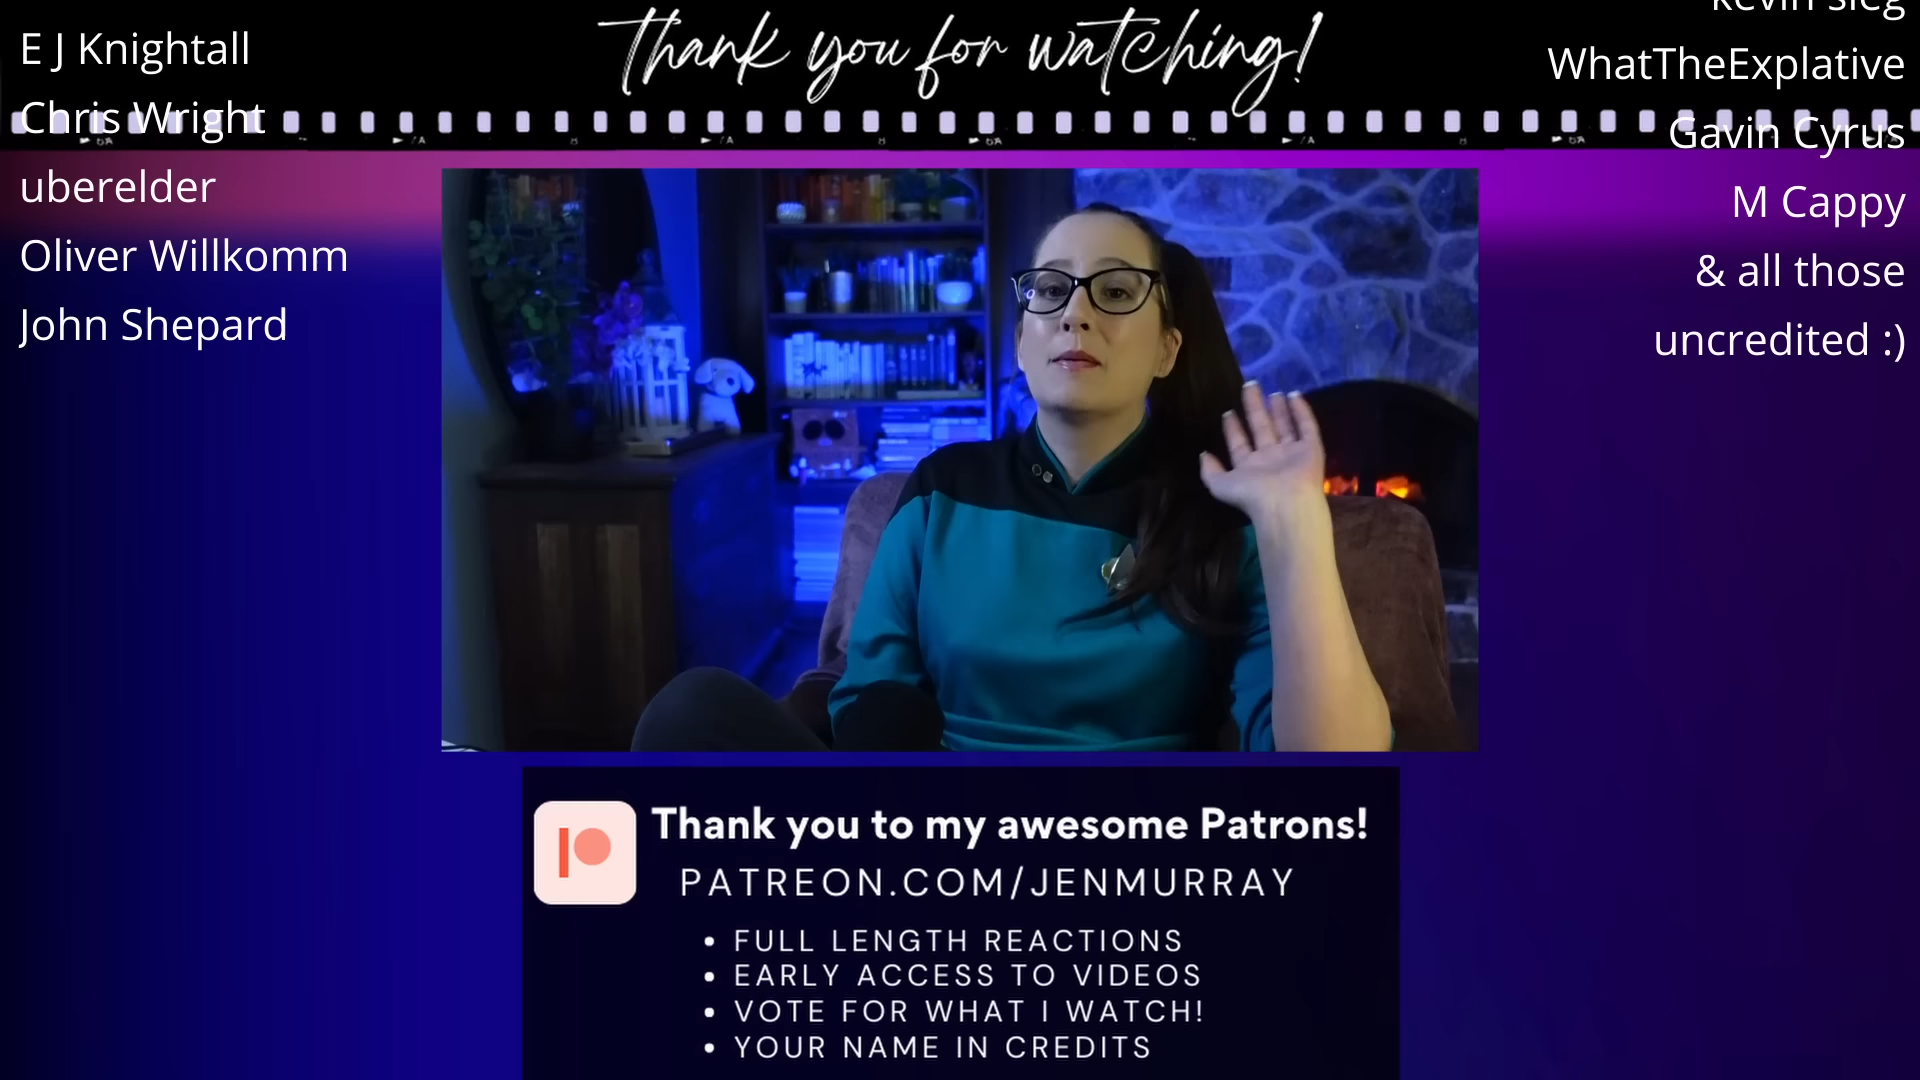 Thank you for watching!
E J Knightall
Chris Wright
uberelder
Oliver Willkomm
John Shepard
kevin sieg
WhatTheExplative
Gavin Cyrus
M Cappy
& all those
uncredited :)
Thank you to my awesome Patrons!
PATREON.COM/JENMURRAY
• FULL LENGTH REACTIONS
• EARLY ACCESS TO VIDEOS
• VOTE FOR WHAT I WATCH!
• YOUR NAME IN CREDITS